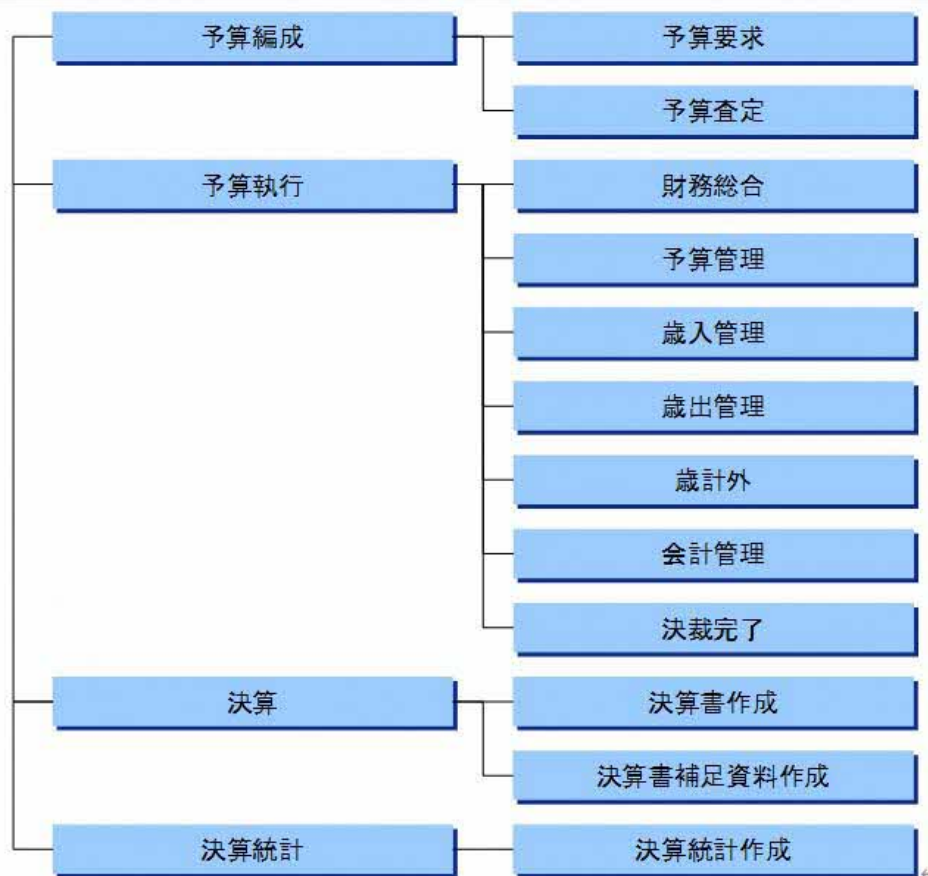 予算編成
予算要求
予算査定
予算執行
財務総合
予算管理
歳入管理
歳出管理
歳計外
会計管理
決裁完了
決算
決算書作成
決算書補足資料作成
決算統計
決算統計作成